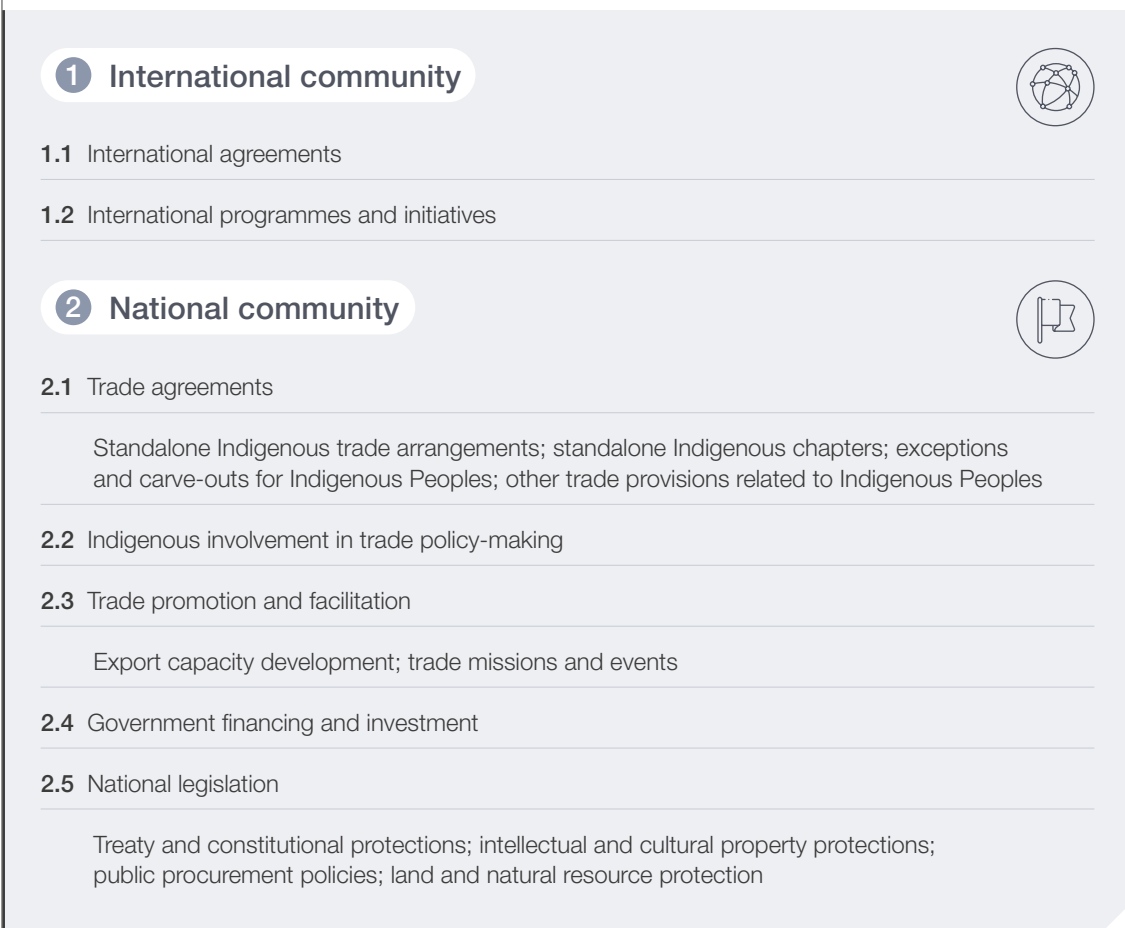 1 International community
1.1 International agreements
1.2 International programmes and initiatives
2 National community
2.1 Trade agreements
Standalone Indigenous trade arrangements; standalone Indigenous chapters; exceptions
and carve-outs for Indigenous Peoples; other trade provisions related to Indigenous Peoples
2.2 Indigenous involvement in trade policy-making
2.3 Trade promotion and facilitation
Export capacity development; trade missions and events
2.4 Government financing and investment
2.5 National legislation
Treaty and constitutional protections; intellectual and cultural property protections;
public procurement policies; land and natural resource protection